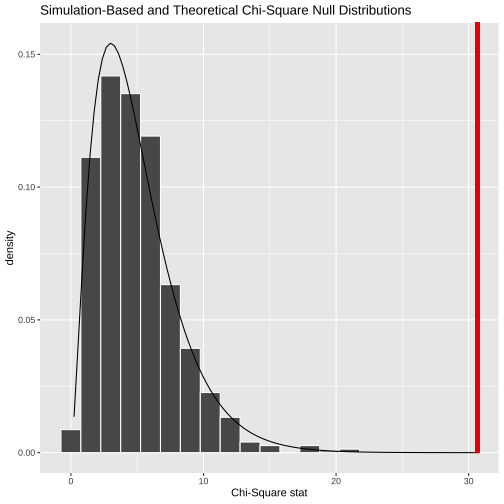 Simulation-Based and Theoretical Chi-Square Null Distributions
0.15
0.10
0.05
0.00
density
0
10
20
30
Chi-Square stat